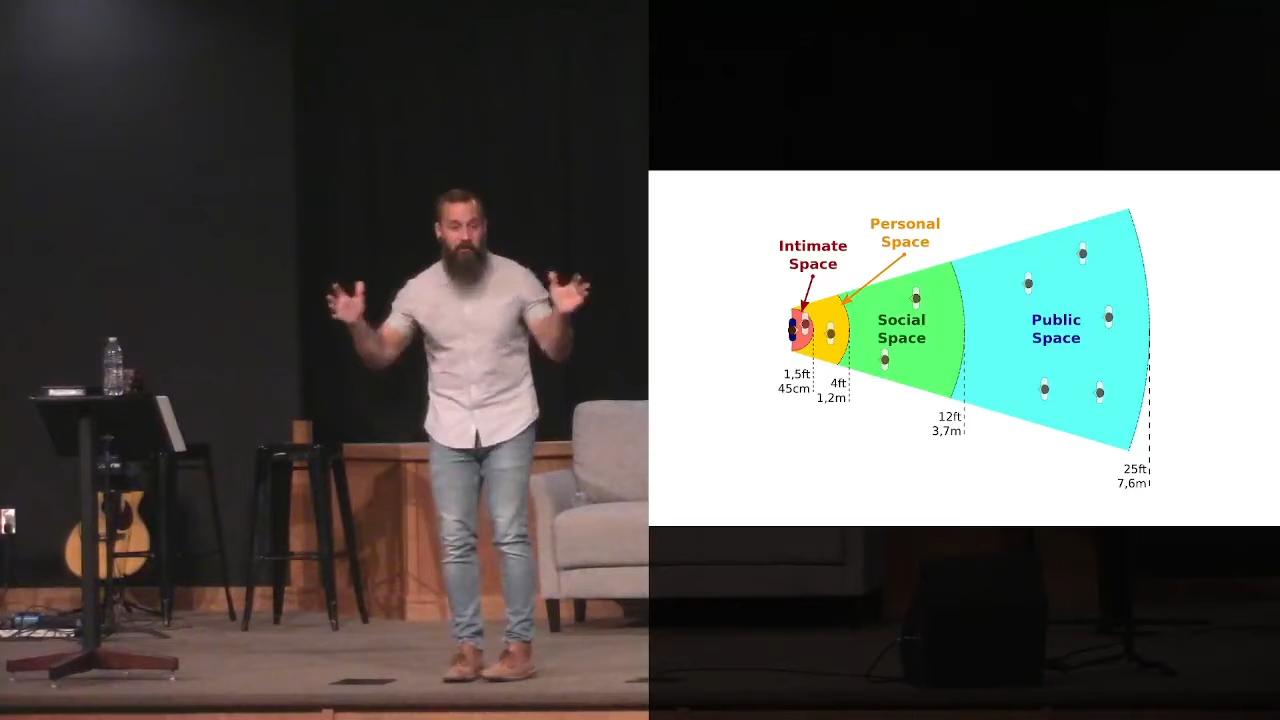 Personal
Space
Intimate
Space
Social
Space
Public
Space
1,5ft
45cm
4ft
1,2m
12ft
3,7m
25ft
7,6m